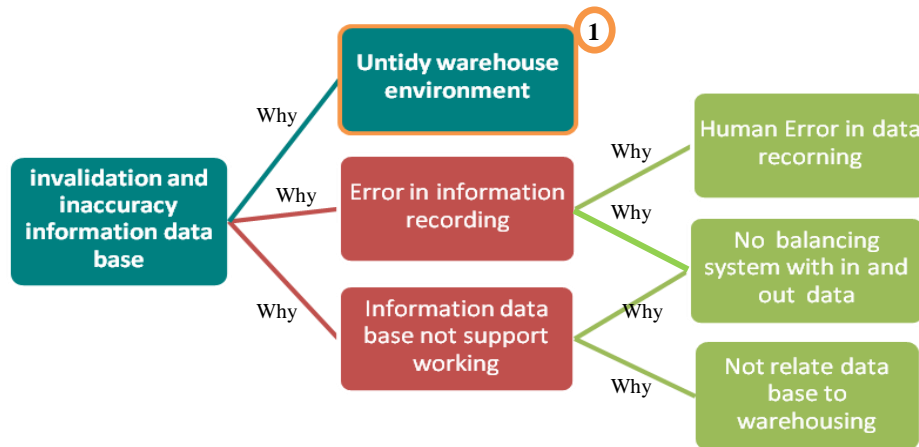 1
Untidy warehouse
environment
Why
Human Error in data
recorning
Why
invalidation and
inaccuracy
information data
base
Why
Error in information
recording
Why
No balancing
system with in and
out data
Why
Information data
base not support
working
Why
Not relate data
base to
warehousing
Why